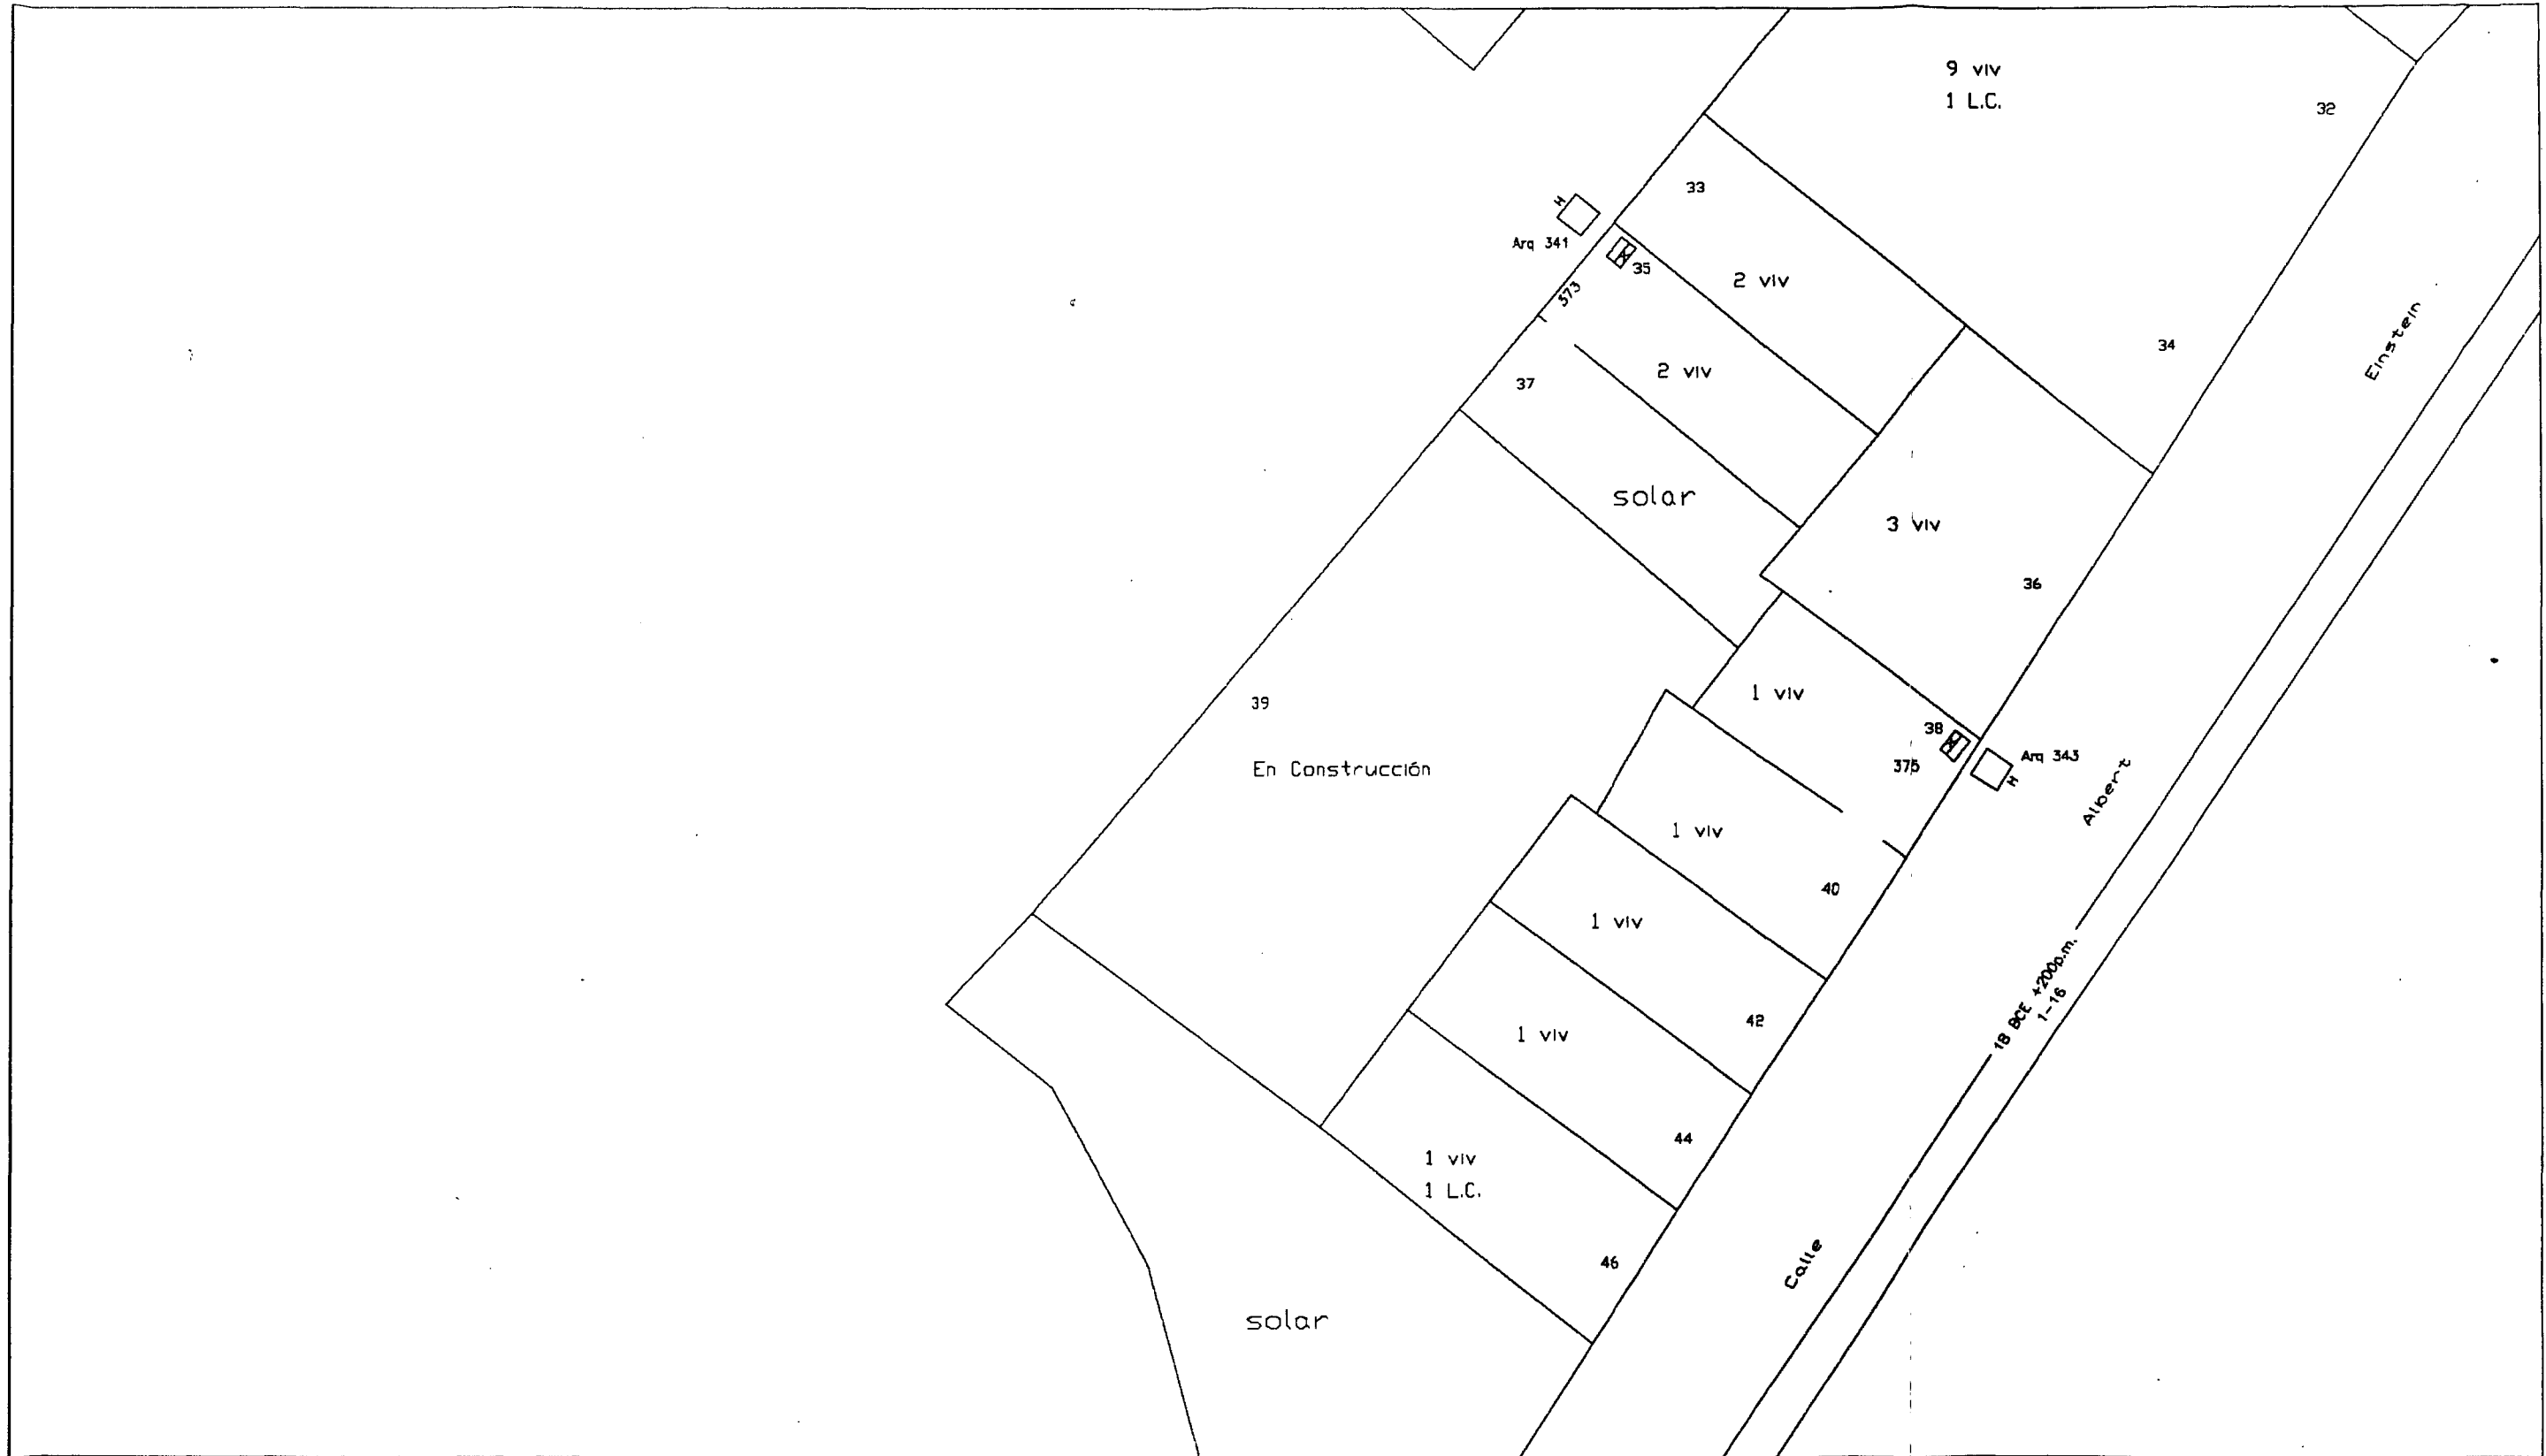 9 viv
1 L.C.
32
33
H
Arq 341
35
2 viv
373
34
Einstein
2 viv
37
solar
3 viv
36
1 viv
39
38
Arq 343
H
375
En Construcción
Albert
1 viv
40
1 viv
18 BCE +200p.m.
1-16
42
1 viv
44
1 viv
1 L.C.
Calle
46
solar